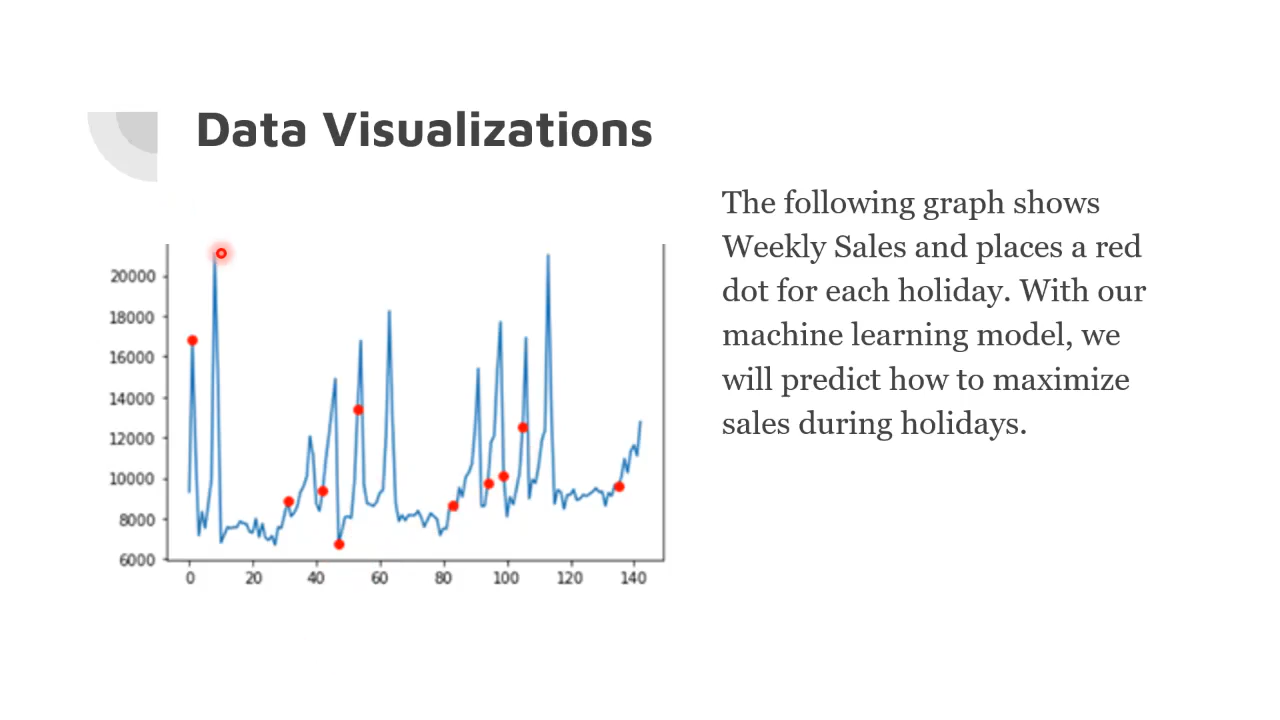 Data Visualizations
The following graph shows
Weekly Sales and places a red
dot for each holiday. With our
machine learning model, we
will predict how to maximize
sales during holidays.
20000
18000
16000
14000
12000
10000
8000
6000
0 20 40 60 80 100 120 140